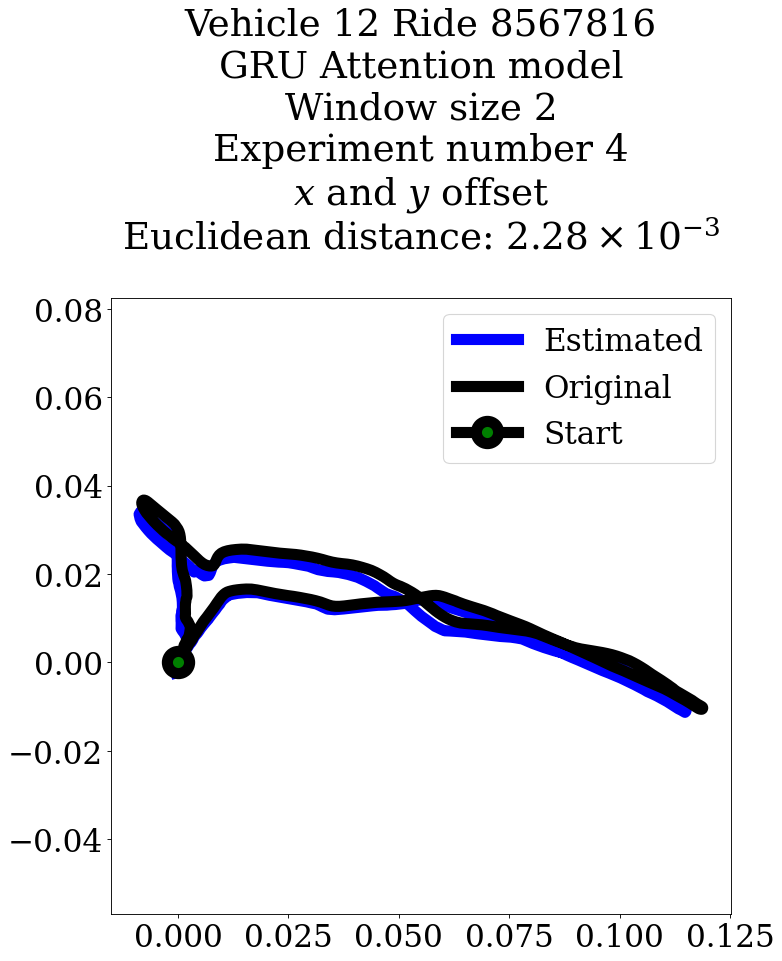 Vehicle 12 Ride 8567816
GRU Attention model
Window size 2
Experiment number 4
x and y offset
Euclidean distance: 2.28 × 10⁻³
Estimated
Original
Start
0.08
0.06
0.04
0.02
0.00
−0.02
−0.04
0.000 0.025 0.050 0.075 0.100 0.125